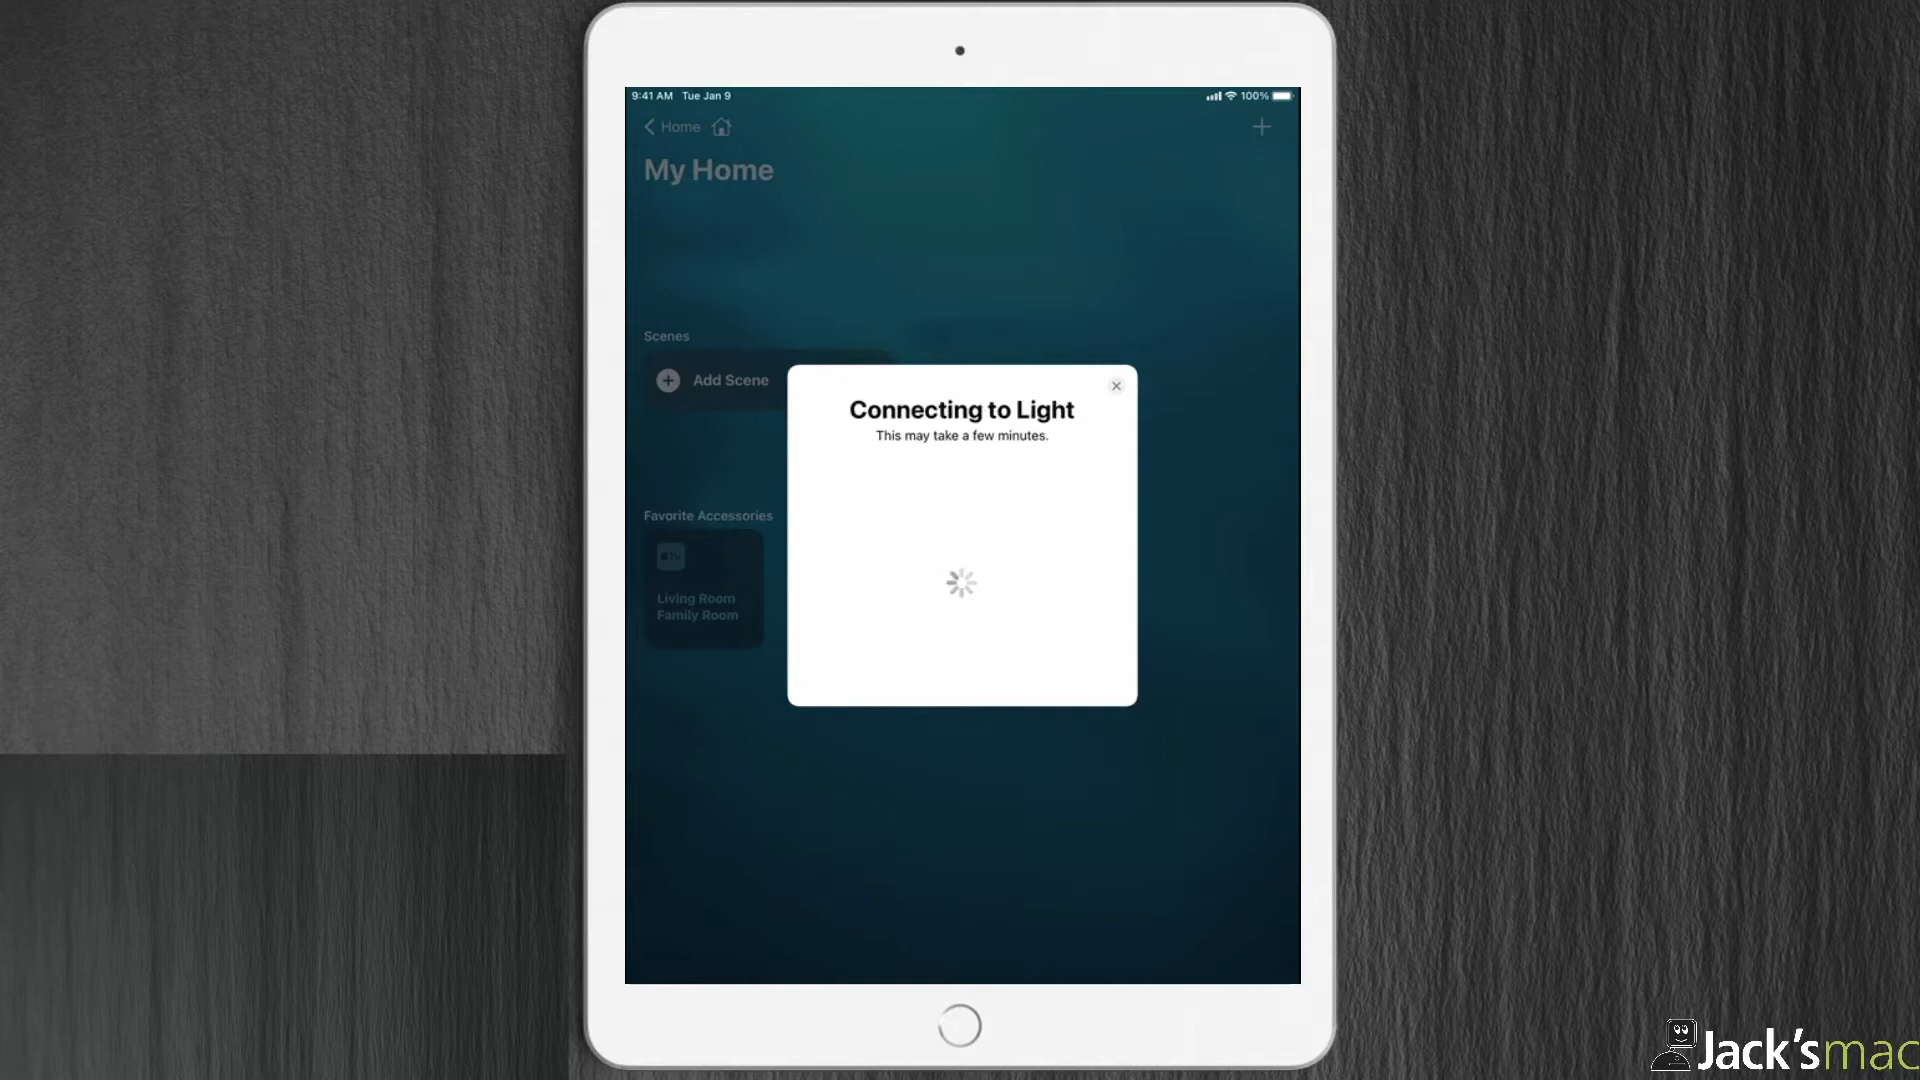 9:41 AM Tue Jan 9
100%
Home
My Home
Scenes
Add Scene
Connecting to Light
This may take a few minutes.
Favorite Accessories
tv
Living Room
Family Room
Jack'smac